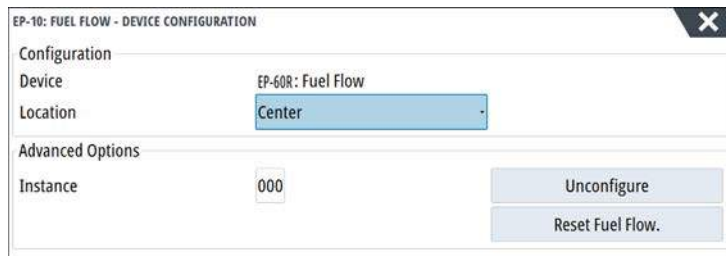 EP-10: FUEL FLOW - DEVICE CONFIGURATION
Configuration
Device EP-60R: Fuel Flow
Location Center
Advanced Options
Instance 000 Unconfigure
Reset Fuel Flow.